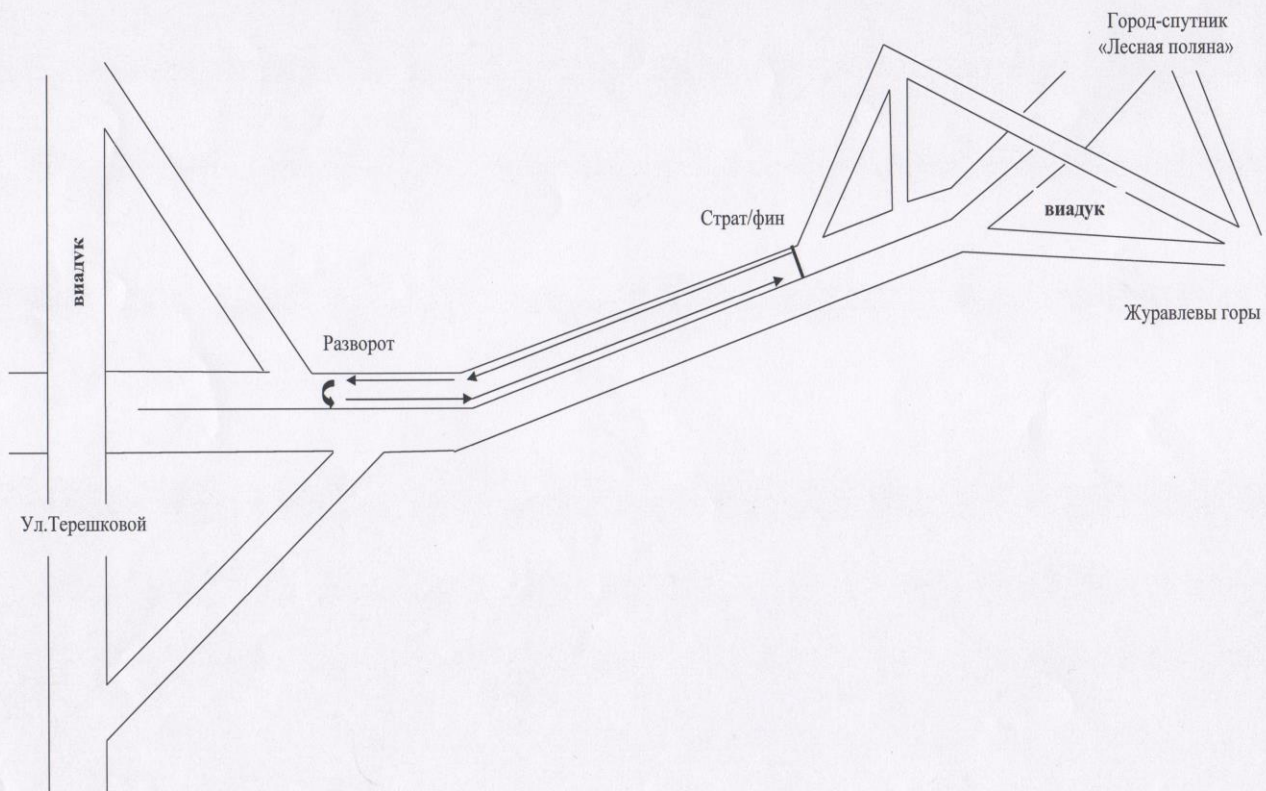 Город-спутник
«Лесная поляна»
Страт/фин
виадук
виадук
Журавлевы горы
Разворот
Ул.Терешковой